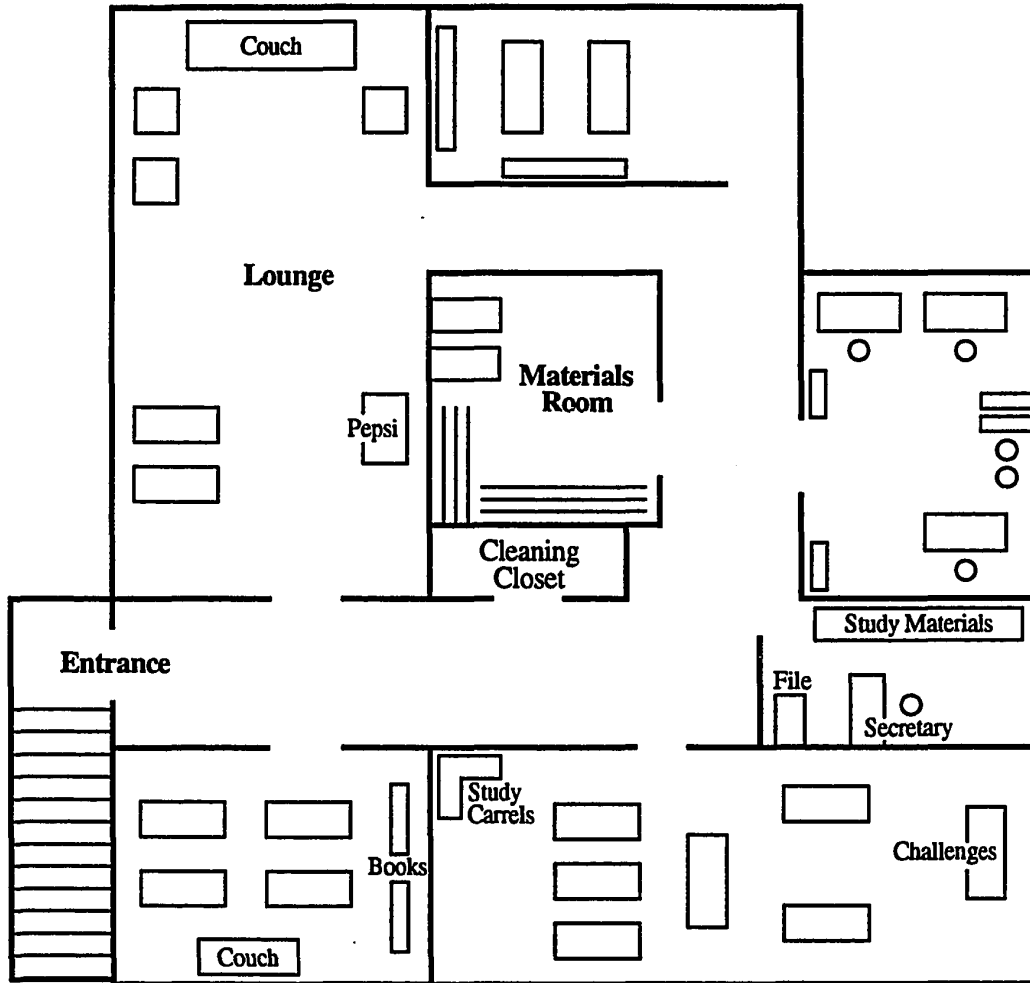 Couch
Lounge
Materials
Room
Pepsi
Cleaning
Closet
Study Materials
Entrance
File
Secretary
Study
Carrels
Challenges
Books
Couch